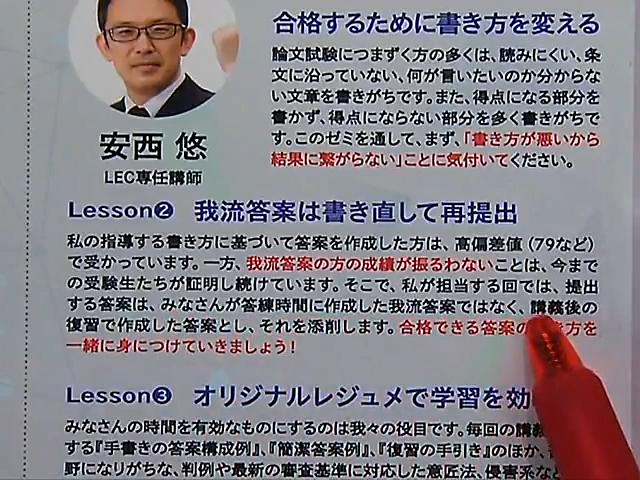 合格するために書き方を変える
論文試験につまずく方の多くは、読みにくい、条
文に沿っていない、何が言いたいのか分からな
い文章を書きがちです。また、得点になる部分を
書かず、得点にならない部分を多く書きがちで
す。このゼミを通して、まず、「書き方が悪いから
結果に繋がらない」ことに気付いてください。
安西 悠
LEC専任講師
Lesson❷ 我流答案は書き直して再提出
私の指導する書き方に基づいて答案を作成した方は、高偏差値（79など）
で受かっています。一方、我流答案の方の成績が振るわないことは、今まで
の受験生たちが証明し続けています。そこで、私が担当する回では、提出
する答案は、みなさんが答練時間に作成した我流答案ではなく、講義後の
復習で作成した答案とし、それを添削します。合格できる答案の き方を
一緒に身につけていきましょう！
Lesson❸ オリジナルレジュメで学習を効
みなさんの時間を有効なものにするのは我々の役目です。毎回の講義
する『手書きの答案構成例』、『簡潔答案例』、『復習の手引き』のほか、
野になりがちな、判例や最新の審査基準に対応した意匠法、侵害系な